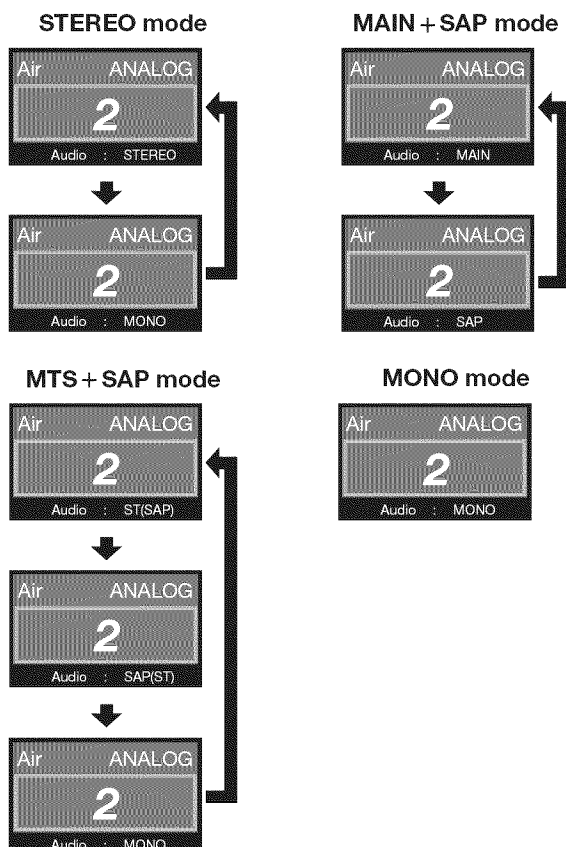 STEREO mode
Air ANALOG
2
Audio : STEREO
Air ANALOG
2
Audio : MONO
MAIN + SAP mode
Air ANALOG
2
Audio : MAIN
Air ANALOG
2
Audio : SAP
MTS + SAP mode
Air ANALOG
2
Audio : ST(SAP)
Air ANALOG
2
Audio : SAP(ST)
Air ANALOG
2
Audio : MONO
MONO mode
Air ANALOG
2
Audio : MONO